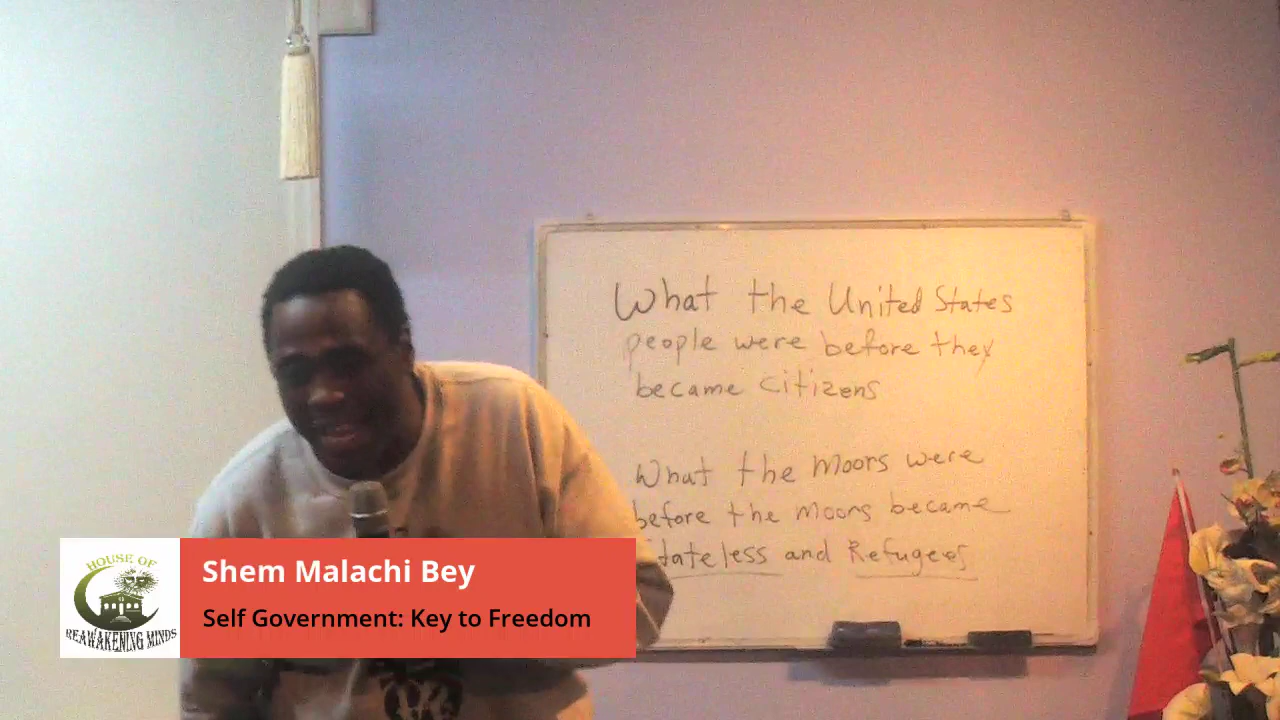 What the United States
people were before they
became citizens
What the Moors were
before the Moors became
Stateless and Refugees
HOUSE OF
REAWAKENING MINDS
Shem Malachi Bey
Self Government: Key to Freedom